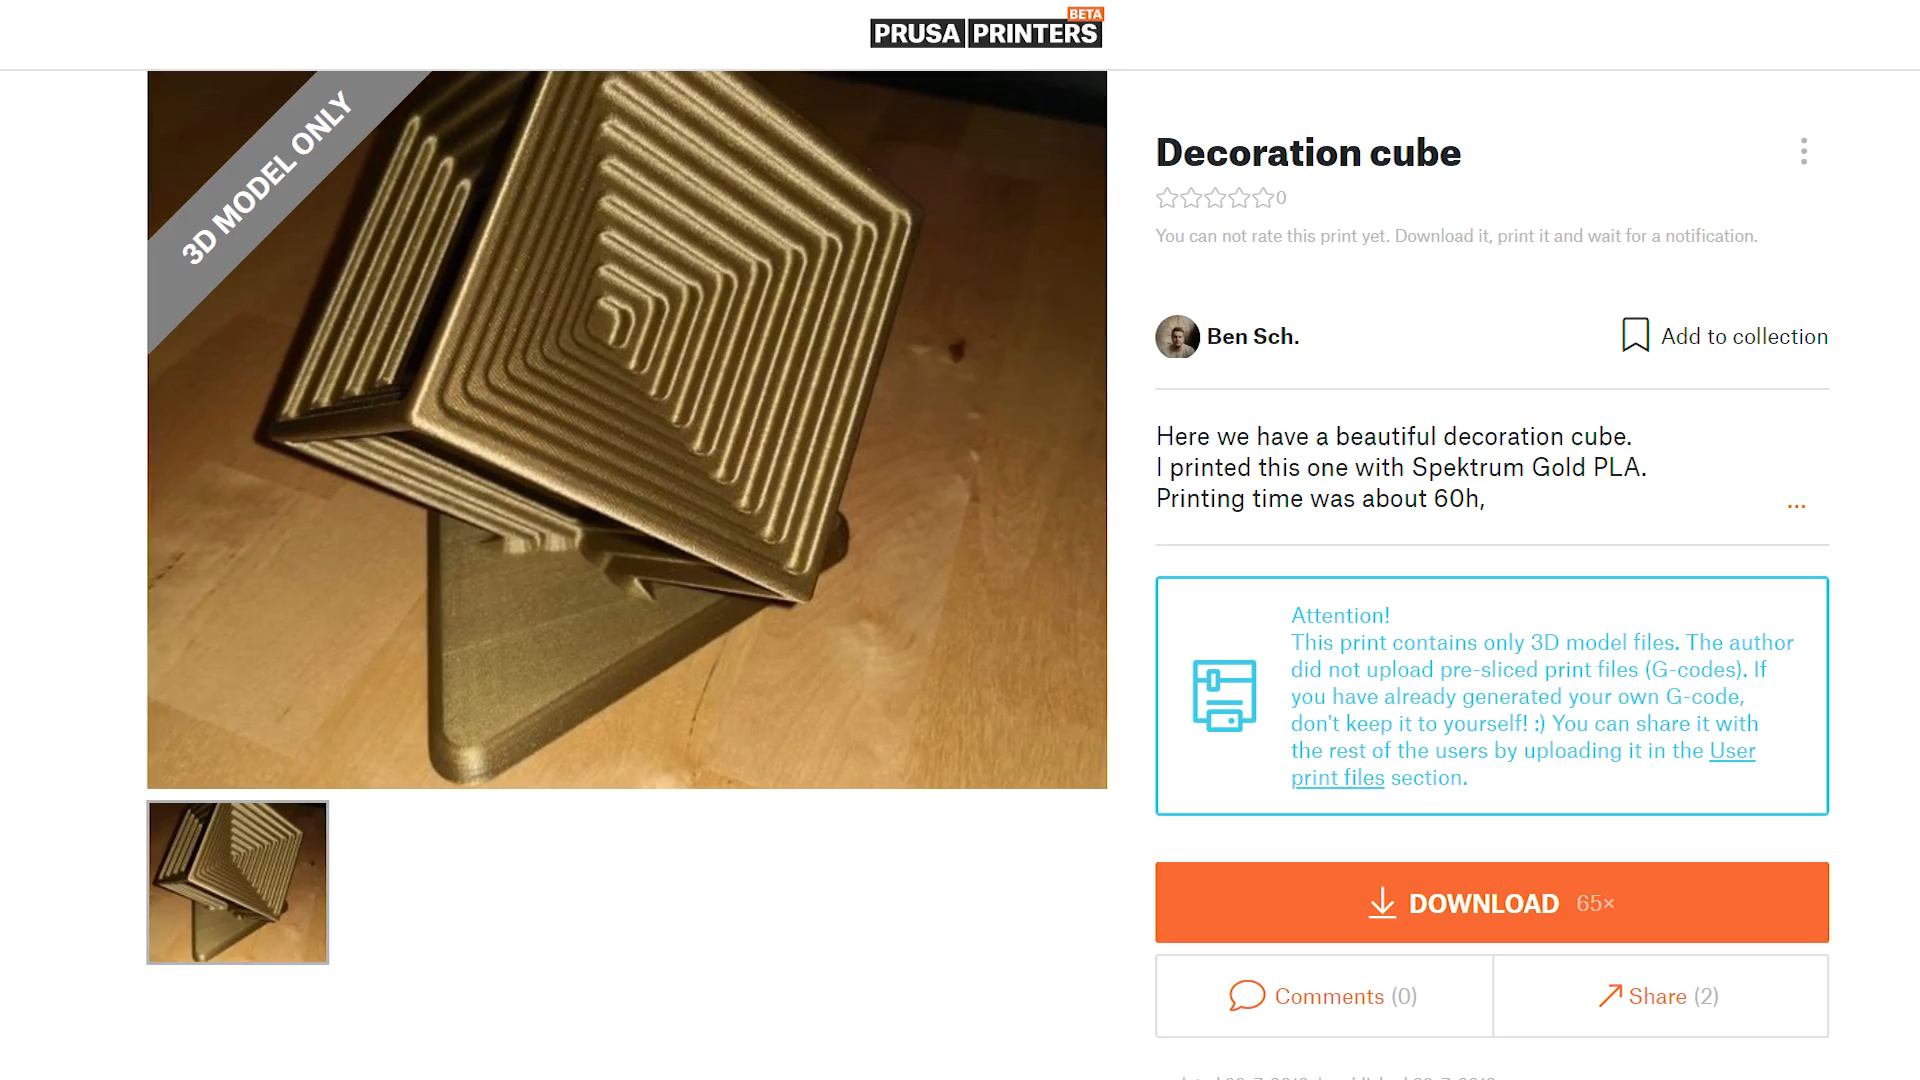 BETA
PRUSA PRINTERS
3D MODEL ONLY
Decoration cube
0
You can not rate this print yet. Download it, print it and wait for a notification.
Ben Sch.
Add to collection
Here we have a beautiful decoration cube.
I printed this one with Spektrum Gold PLA.
Printing time was about 60h,
...
Attention!
This print contains only 3D model files. The author
did not upload pre-sliced print files (G-codes). If
you have already generated your own G-code,
don't keep it to yourself! :) You can share it with
the rest of the users by uploading it in the User
print files section.
DOWNLOAD 65×
Comments (0)
Share (2)